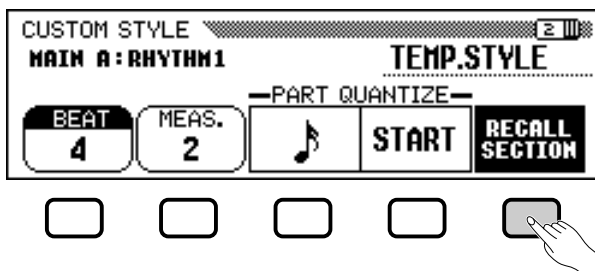 CUSTOM STYLE 2
MAIN A:RHYTHM1 TEMP.STYLE
PART QUANTIZE
BEAT MEAS.
4 2 START RECALL
SECTION